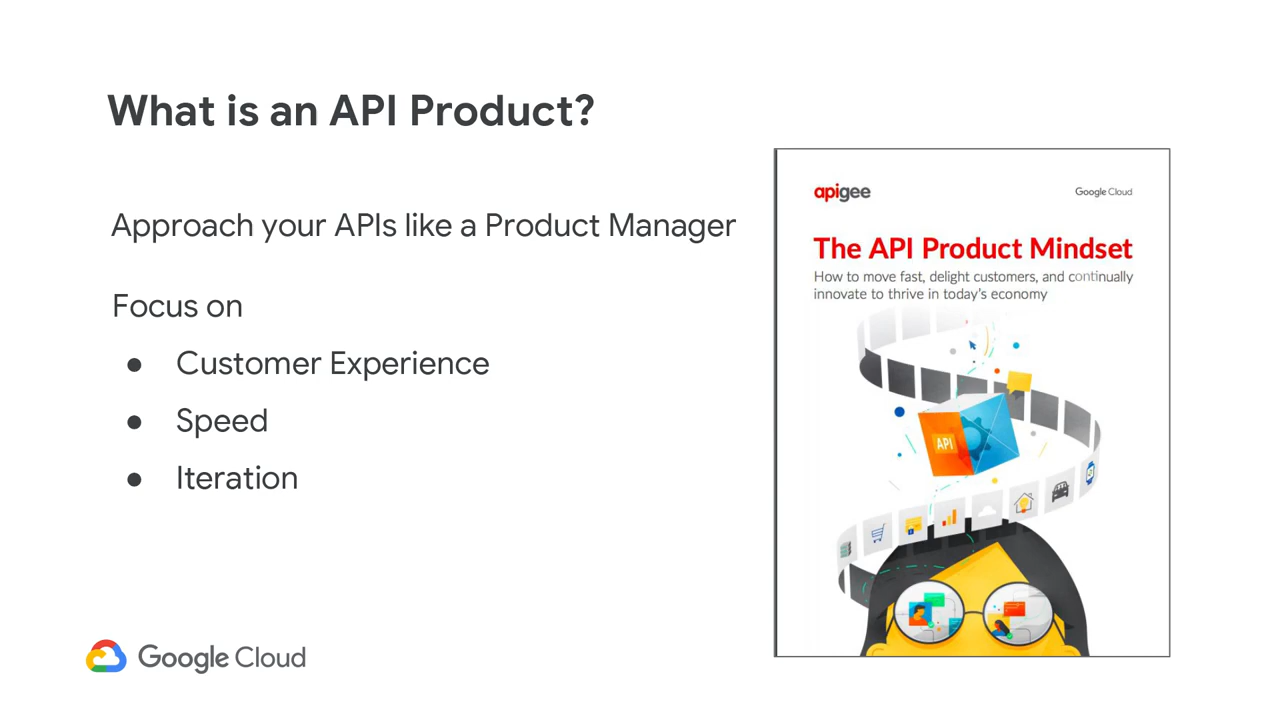 What is an API Product?
Approach your APIs like a Product Manager
Focus on
● Customer Experience
● Speed
● Iteration
Google Cloud
apigee
Google Cloud
The API Product Mindset
How to move fast, delight customers, and continually
innovate to thrive in today's economy
API